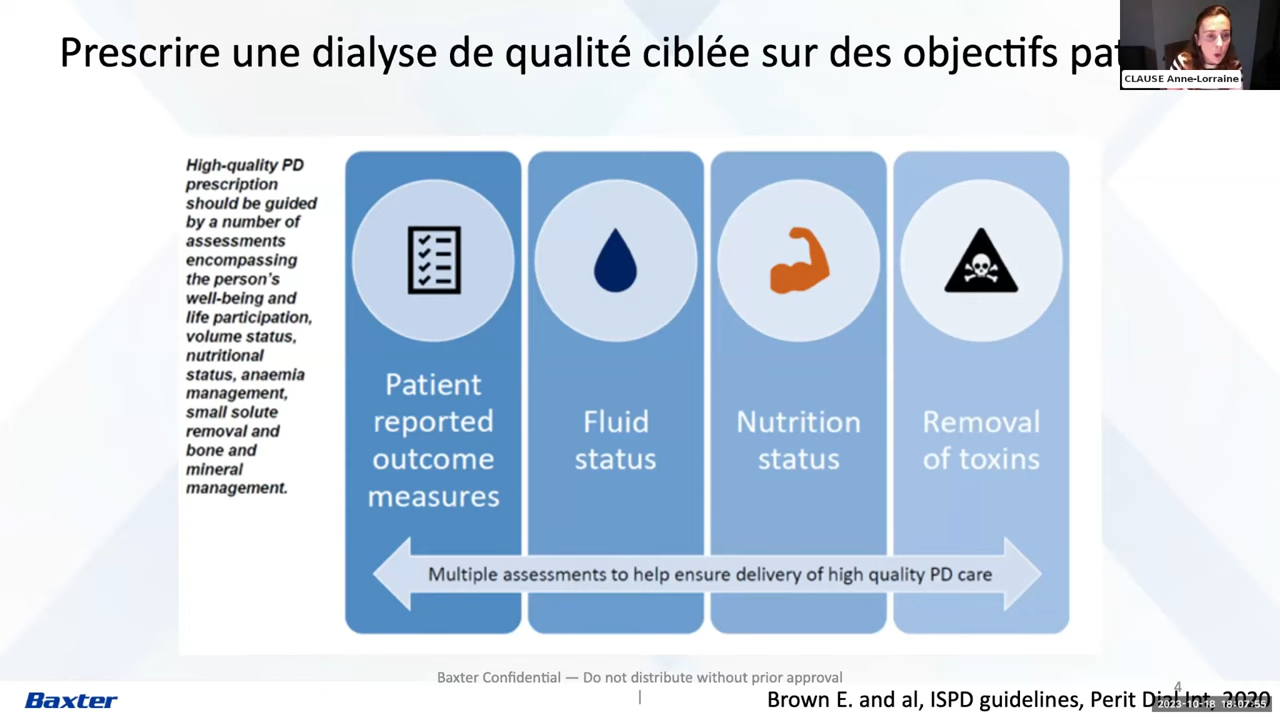 Prescrire une dialyse de qualité ciblée sur des objectifs
CLAUSE Anne-Lorraine
High-quality PD
prescription
should be guided
by a number of
assessments
encompassing
the person's
well-being and
life participation,
volume status,
nutritional
status, anaemia
management,
small solute
removal and
bone and
mineral
management.
Patient
reported
outcome
measures
Fluid
status
Nutrition
status
Removal
of toxins
Multiple assessments to help ensure delivery of high quality PD care
Baxter Confidential — Do not distribute without prior approval
|
4
Baxter
Brown E. and al, ISPD guidelines, Perit Dial Int, 2020
2023-10-18 18:07:55